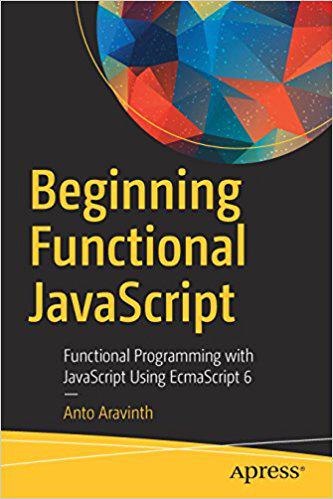 Beginning
Functional
JavaScript
Functional Programming with
JavaScript Using EcmaScript 6
—
Anto Aravinth
Apress®